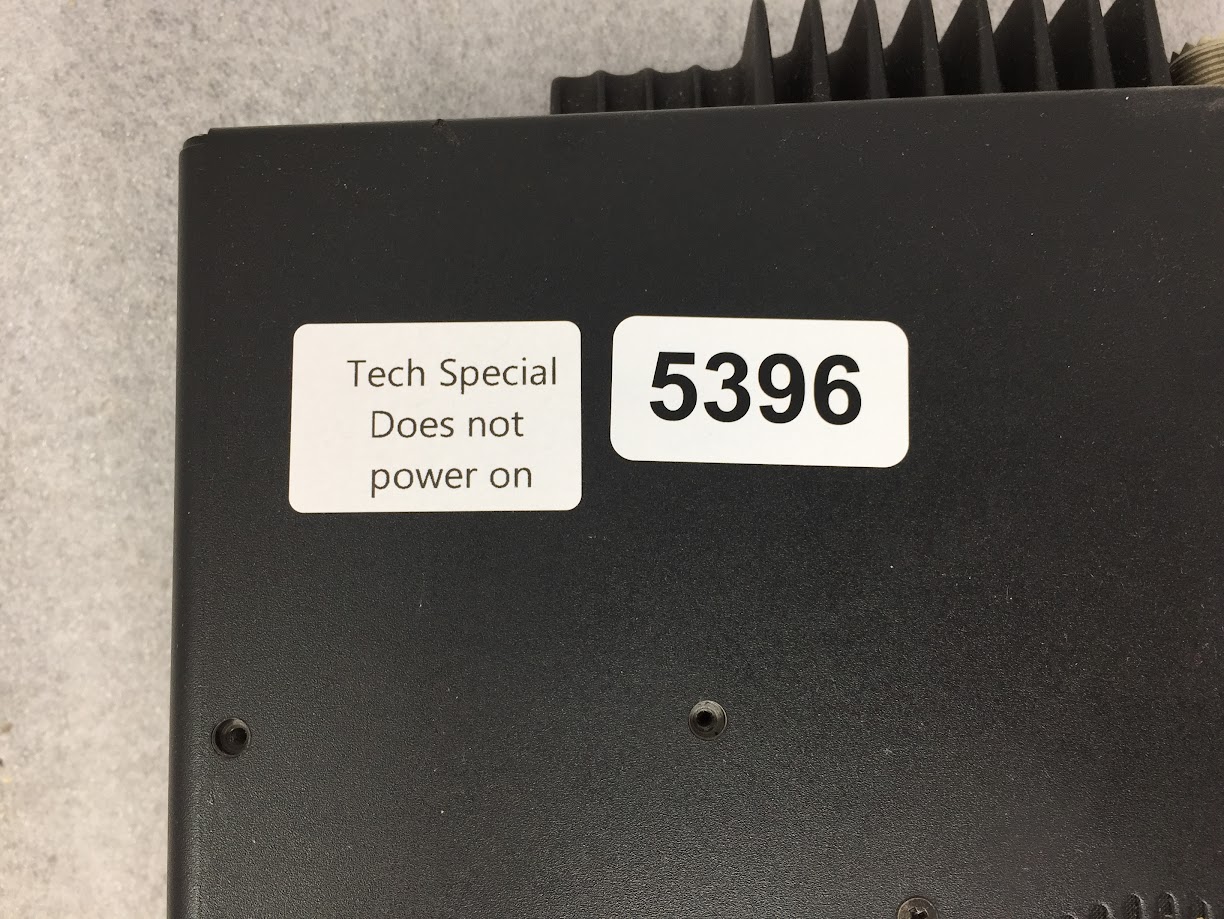 Tech Special
Does not
power on
5396